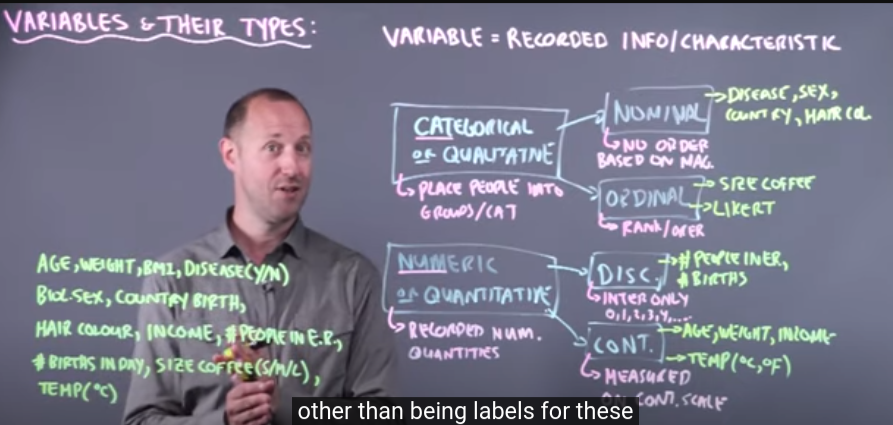 VARIABLES & THEIR TYPES:
VARIABLE = RECORDED INFO/CHARACTERISTIC
CATEGORICAL
OR QUALITATIVE
PLACE PEOPLE INTO
GROUPS/CAT
NOMINAL
NO ORDER
BASED ON MAG.
DISEASE, SEX,
COUNTRY, HAIR COL.
ORDINAL
RANK/ORDER
SIZE COFFEE
LIKERT
NUMERIC
OR QUANTITATIVE
RECORDED NUM.
QUANTITIES
DISC.
INTER ONLY
0,1,2,3,4,....
# PEOPLE IN ER,
# BIRTHS
CONT.
MEASURED
ON CONT. SCALE
AGE, WEIGHT, INCOME
TEMP(°C,°F)
AGE, WEIGHT, BMI, DISEASE(Y/N)
BIOL. SEX, COUNTRY BIRTH,
HAIR COLOUR, INCOME, # PEOPLE IN E.R.,
# BIRTHS IN DAY, SIZE COFFEE(S/M/L),
TEMP(°C)
other than being labels for these